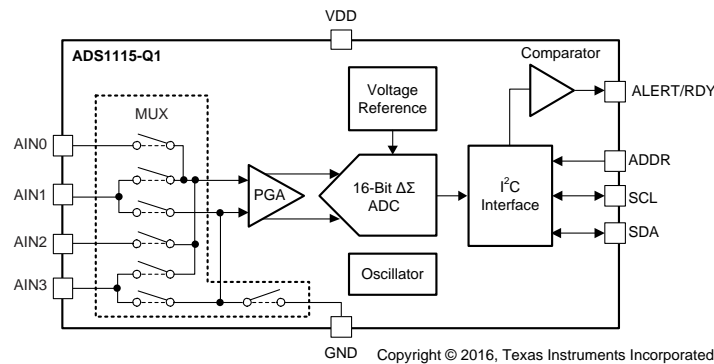 VDD
ADS1115-Q1
Comparator
Voltage
Reference
ALERT/RDY
MUX
AIN0
ADDR
AIN1
PGA
16-Bit ΔΣ
ADC
I²C
Interface
SCL
AIN2
SDA
AIN3
Oscillator
GND
Copyright © 2016, Texas Instruments Incorporated